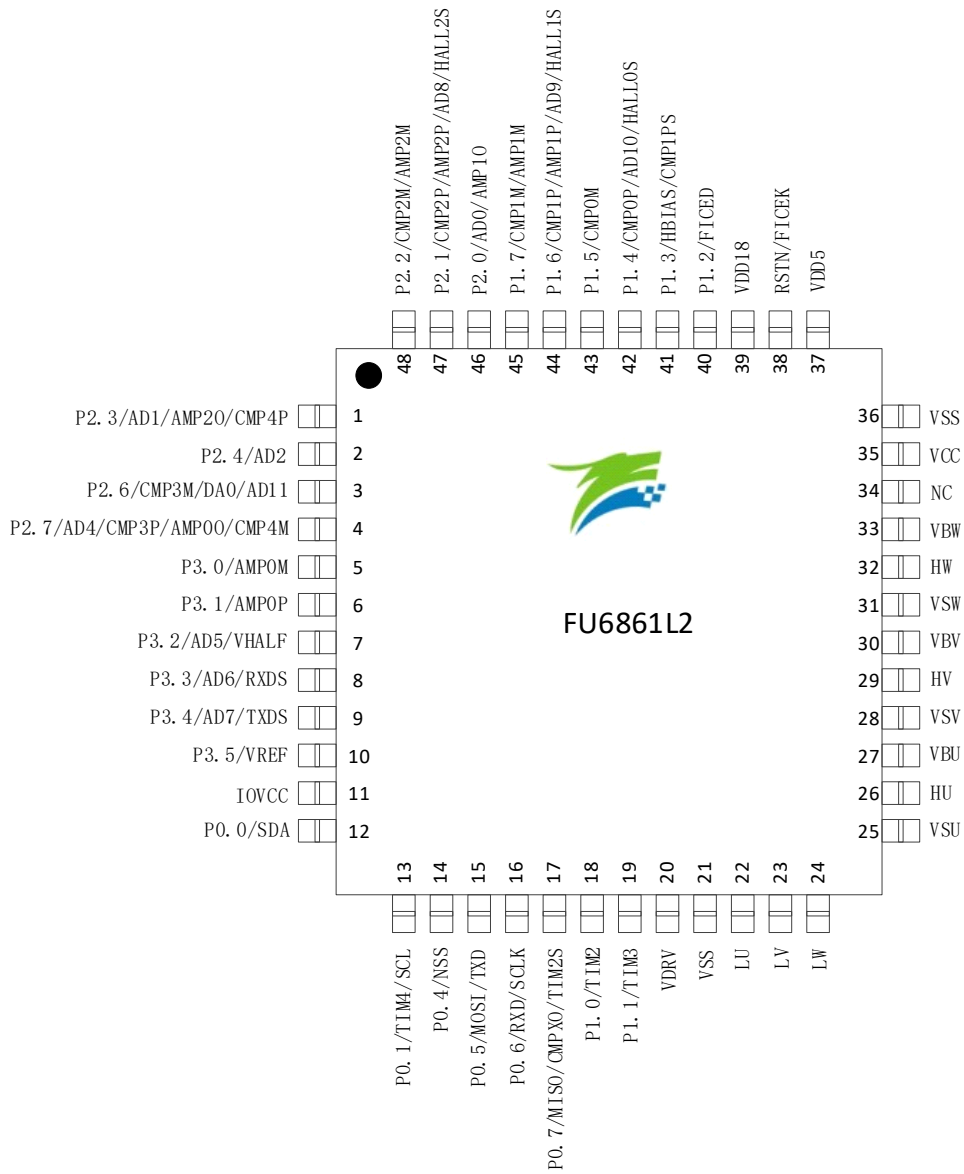 P2.2/CMP2M/AMP2M
P2.1/CMP2P/AMP2P/AD8/HALL2S
P2.0/AD0/AMP1O
P1.7/CMP1M/AMP1M
P1.6/CMP1P/AMP1P/AD9/HALL1S
P1.5/CMP0M
P1.4/CMP0P/AD10/HALL0S
P1.3/HBIAS/CMP1PS
P1.2/FICED
VDD18
RSTN/FICEK
VDD5
48
47
46
45
44
43
42
41
40
39
38
37
P2.3/AD1/AMP2O/CMP4P 1
P2.4/AD2 2
P2.6/CMP3M/DA0/AD11 3
P2.7/AD4/CMP3P/AMP0O/CMP4M 4
P3.0/AMP0M 5
P3.1/AMP0P 6
P3.2/AD5/VHALF 7
P3.3/AD6/RXDS 8
P3.4/AD7/TXDS 9
P3.5/VREF 10
IOVCC 11
P0.0/SDA 12
FU6861L2
36 VSS
35 VCC
34 NC
33 VBW
32 HW
31 VSW
30 VBV
29 HV
28 VSV
27 VBU
26 HU
25 VSU
13
14
15
16
17
18
19
20
21
22
23
24
P0.1/TIM4/SCL
P0.4/NSS
P0.5/MOSI/TXD
P0.6/RXD/SCLK
P0.7/MISO/CMPXO/TIM2S
P1.0/TIM2
P1.1/TIM3
VDRV
VSS
LU
LV
LW